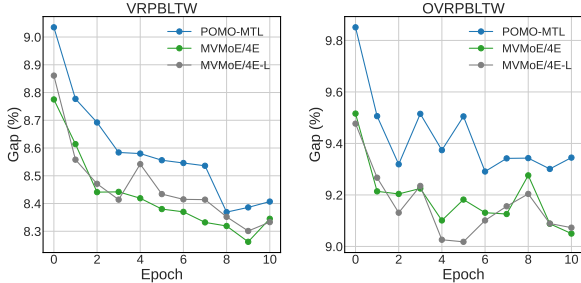 VRPBLTW
Gap (%)
9.0
8.9
8.8
8.7
8.6
8.5
8.4
8.3
0 2 4 6 8 10
Epoch
POMO-MTL
MVMoE/4E
MVMoE/4E-L
OVRPBLTW
Gap (%)
9.8
9.6
9.4
9.2
9.0
0 2 4 6 8 10
Epoch
POMO-MTL
MVMoE/4E
MVMoE/4E-L